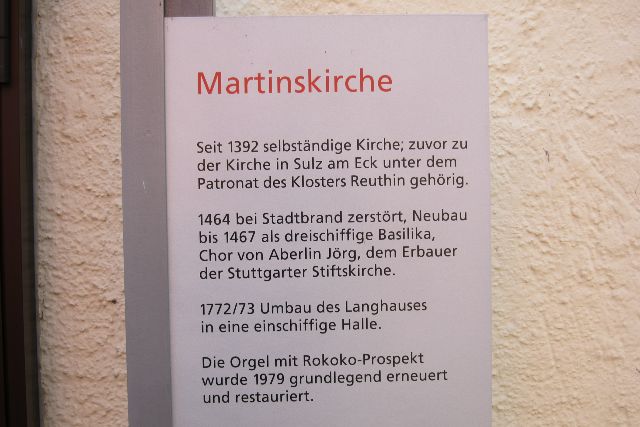 Martinskirche
Seit 1392 selbständige Kirche; zuvor zu
der Kirche in Sulz am Eck unter dem
Patronat des Klosters Reuthin gehörig.
1464 bei Stadtbrand zerstört, Neubau
bis 1467 als dreischiffige Basilika,
Chor von Aberlin Jörg, dem Erbauer
der Stuttgarter Stiftskirche.
1772/73 Umbau des Langhauses
in eine einschiffige Halle.
Die Orgel mit Rokoko-Prospekt
wurde 1979 grundlegend erneuert
und restauriert.